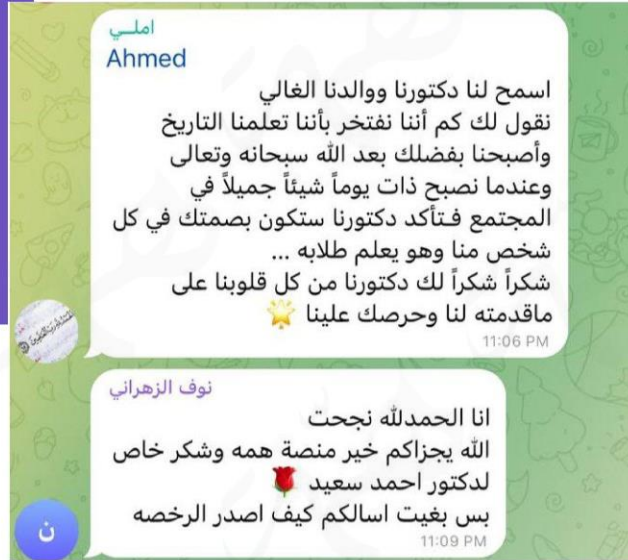 املـــي
Ahmed
اسمح لنا دكتورنا ووالدنا الغالي
نقول لك كم أننا نفتخر بأننا تعلمنا التاريخ
وأصبحنا بفضلك بعد الله سبحانه وتعالى
وعندما نصبح ذات يوماً شيئاً جميلاً في
المجتمع فـتأكد دكتورنا ستكون بصمتك في كل
شخص منا وهو يعلم طلابه ...
شكراً شكراً لك دكتورنا من كل قلوبنا على
ماقدمته لنا وحرصك علينا 🌟
11:06 PM
نوف الزهراني
انا الحمدلله نجحت
الله يجزاكم خير منصة همه وشكر خاص
لدكتور احمد سعيد 🌹
بس بغيت اسالكم كيف اصدر الرخصه
11:09 PM
ن